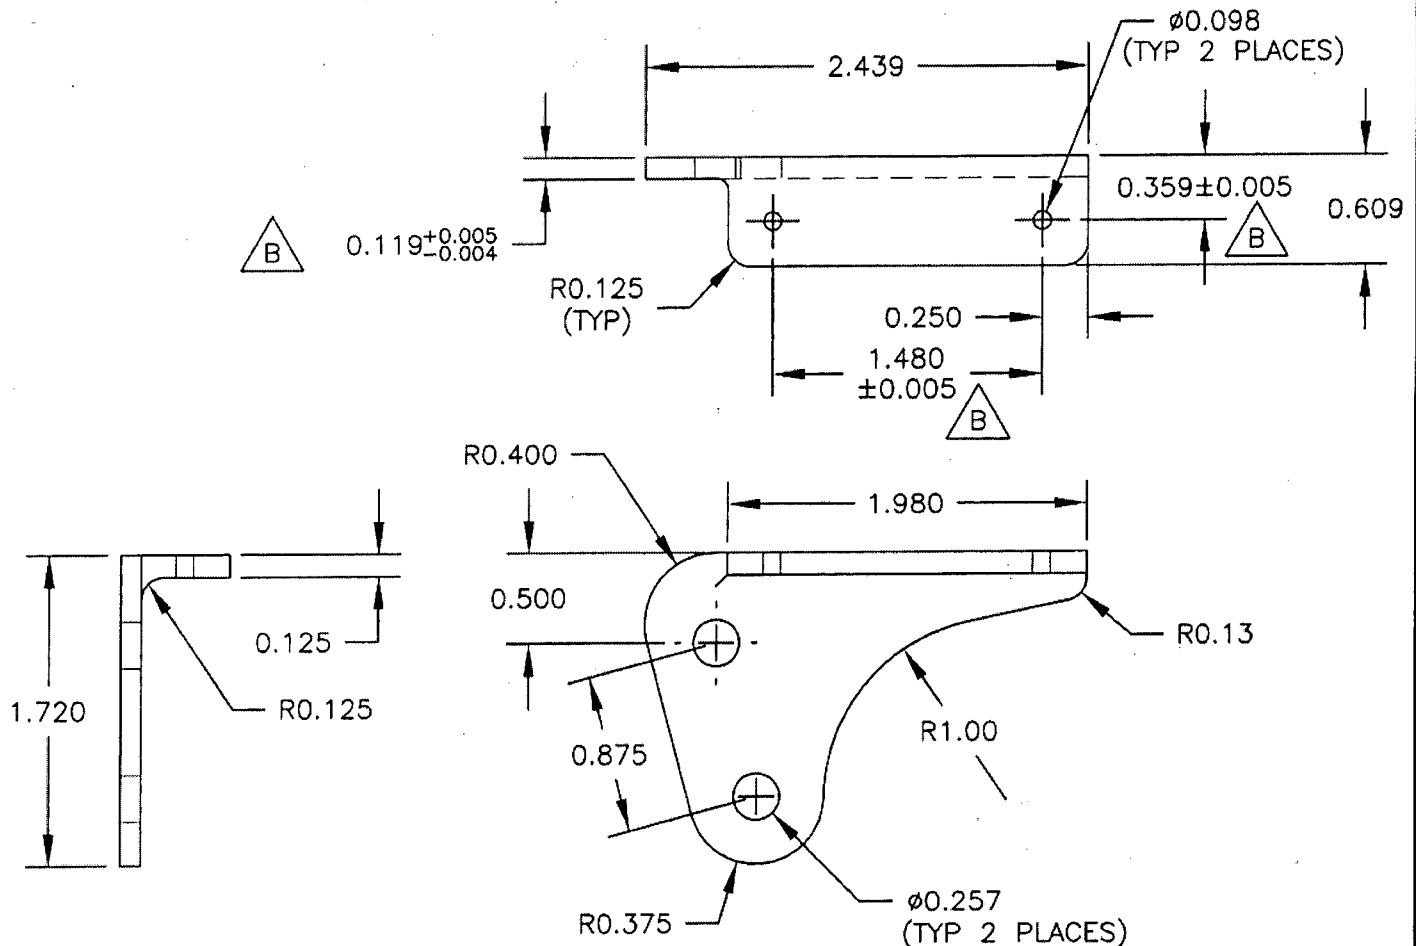 ø0.098
(TYP 2 PLACES)
2.439
0.359±0.005
0.609
B
B
0.119+0.005
-0.004
R0.125
(TYP)
0.250
1.480
±0.005
B
R0.400
1.980
0.500
0.125
R0.13
1.720
R0.125
R1.00
0.875
ø0.257
(TYP 2 PLACES)
R0.375